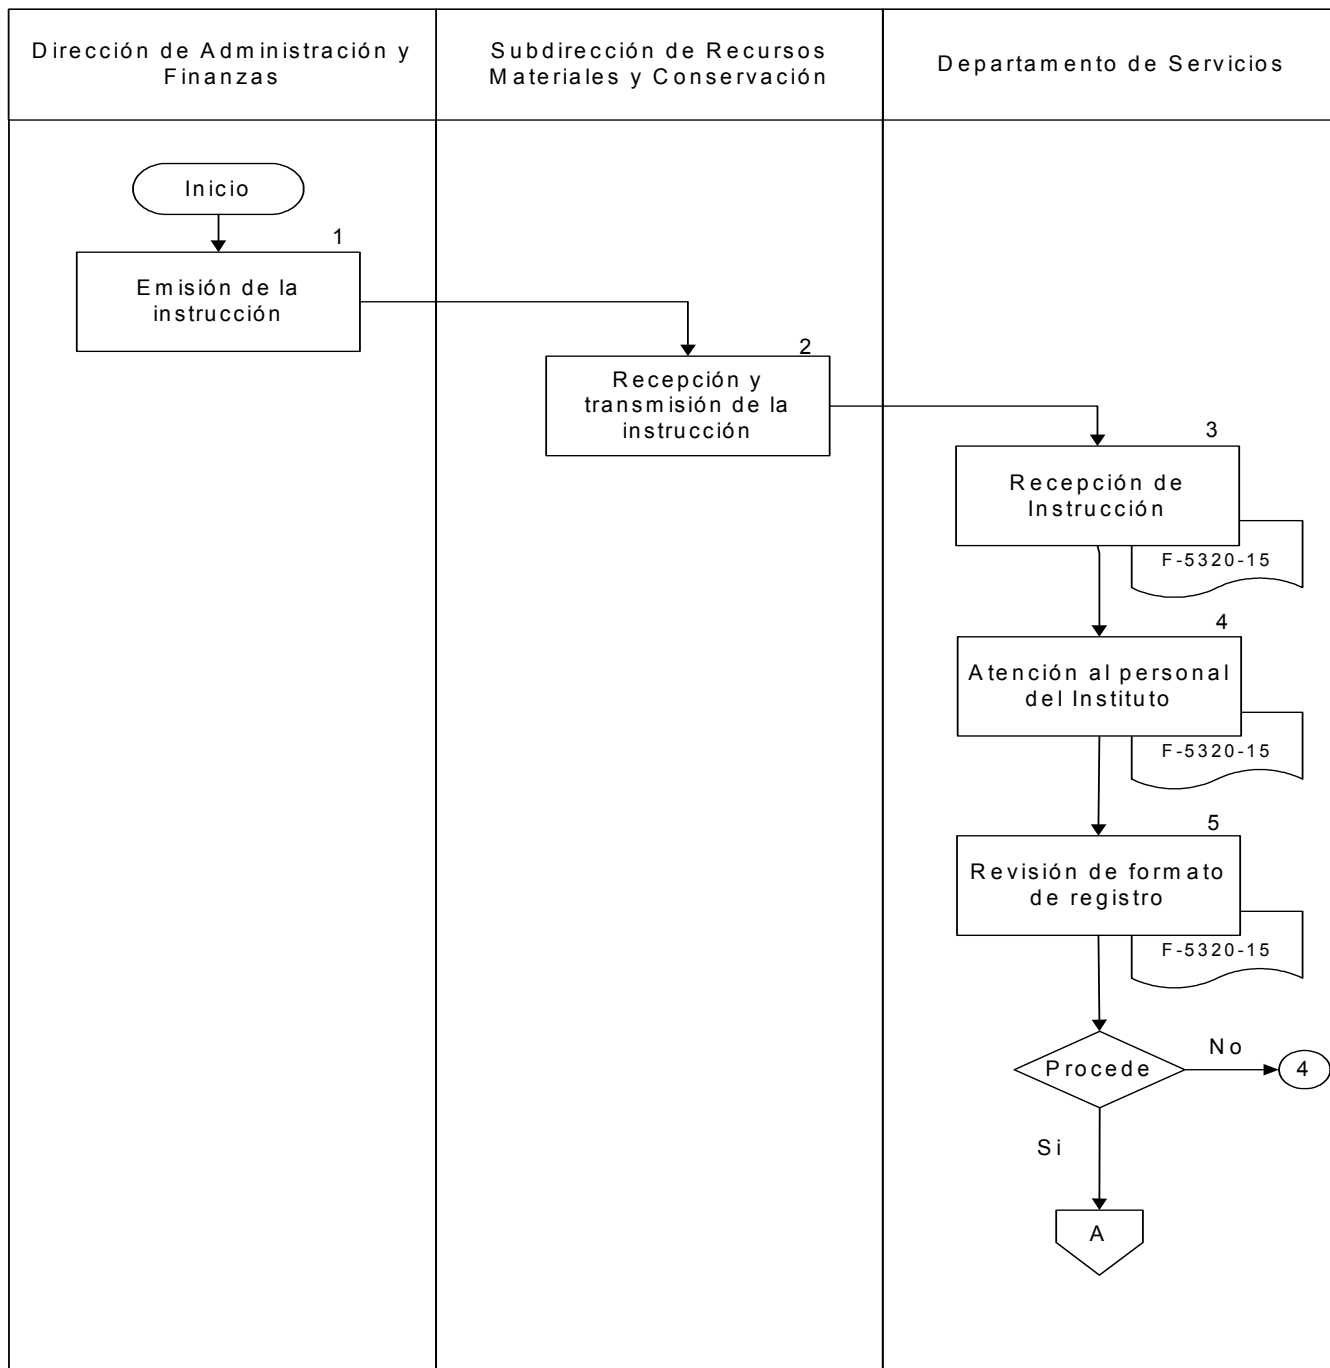 Dirección de Administración y
Finanzas
Subdirección de Recursos
Materiales y Conservación
Departamento de Servicios
Inicio
1
Emisión de la
instrucción
2
Recepción y
transmisión de la
instrucción
3
Recepción de
Instrucción
F-5320-15
4
Atención al personal
del Instituto
F-5320-15
5
Revisión de formato
de registro
F-5320-15
Procede
No
4
Si
A